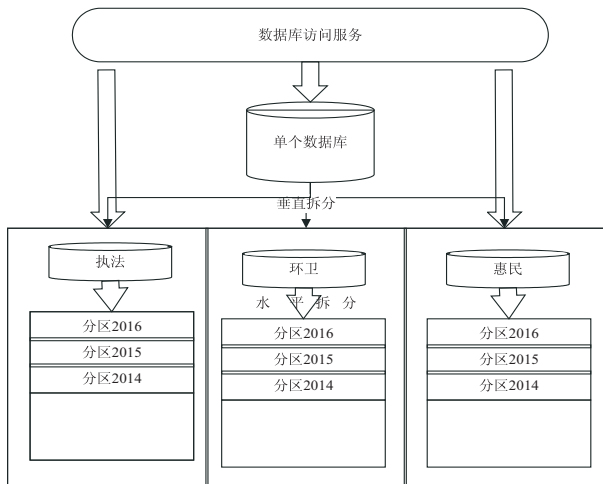 数据库访问服务
单个数据库
垂直拆分
执法
环卫
惠民
水平拆分
分区2016
分区2015
分区2014
分区2016
分区2015
分区2014
分区2016
分区2015
分区2014